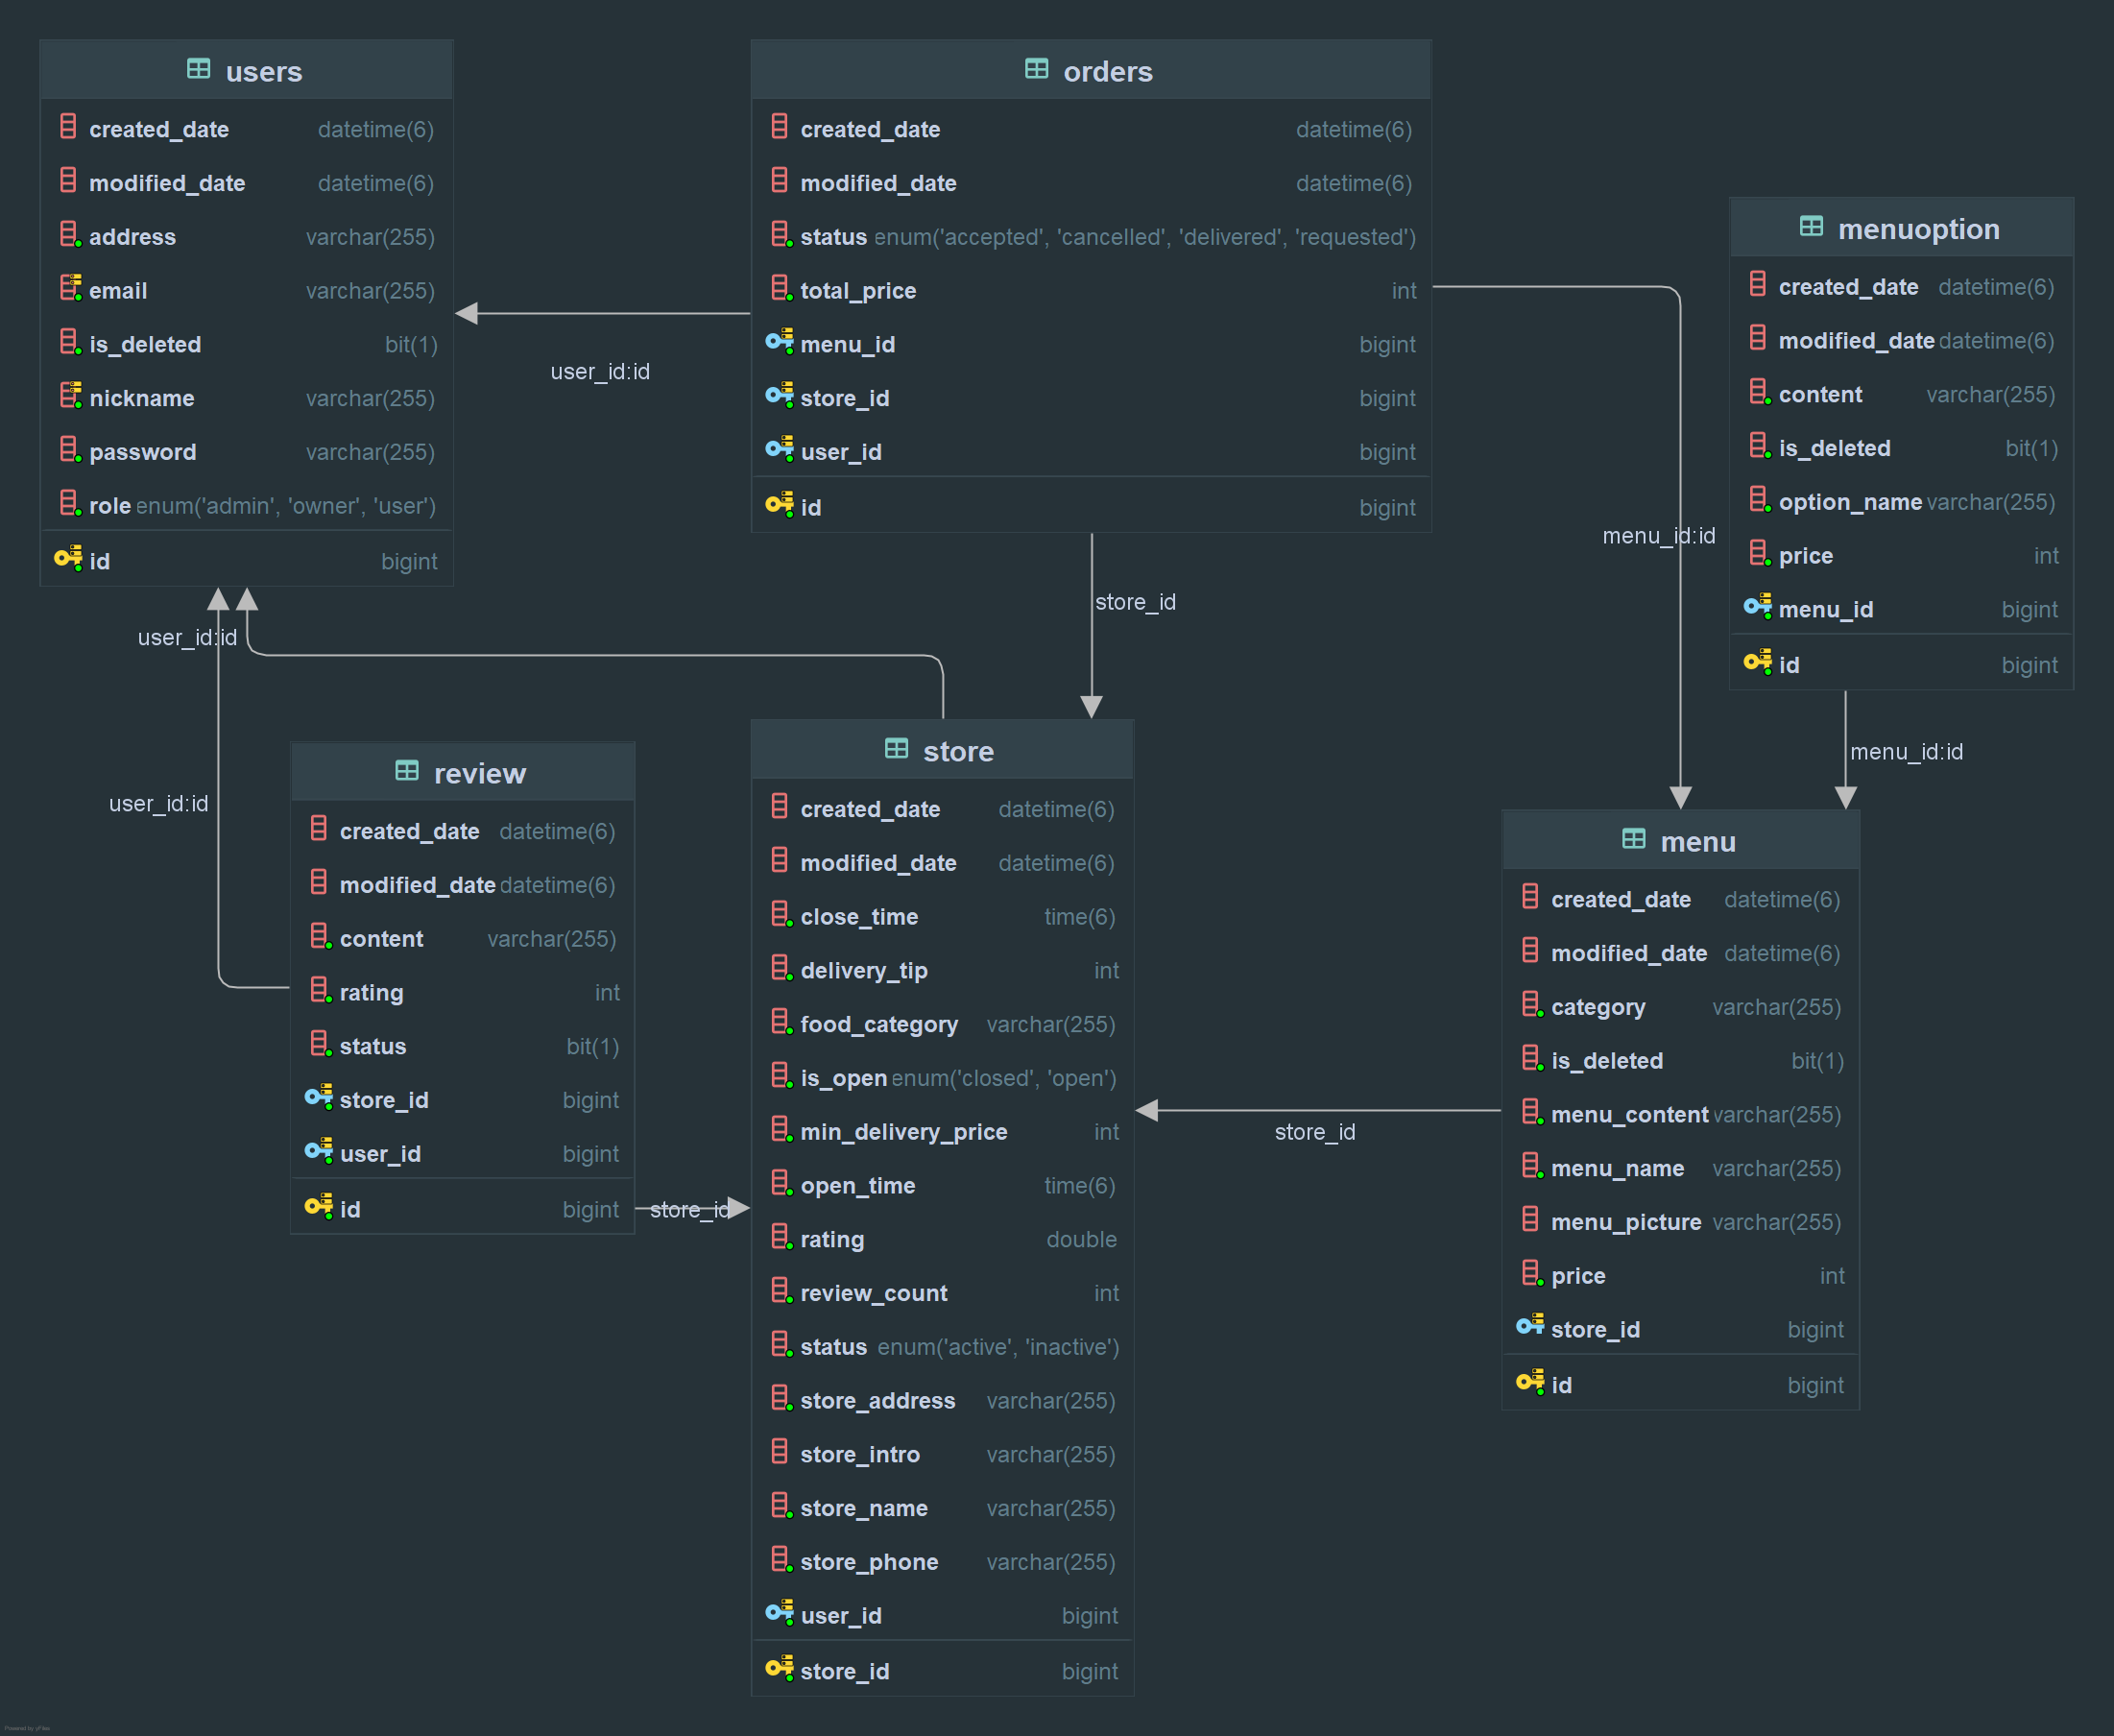 users
created_date datetime(6)
modified_date datetime(6)
address varchar(255)
email varchar(255)
is_deleted bit(1)
nickname varchar(255)
password varchar(255)
role enum('admin', 'owner', 'user')
id bigint
orders
created_date datetime(6)
modified_date datetime(6)
status enum('accepted', 'cancelled', 'delivered', 'requested')
total_price int
menu_id bigint
store_id bigint
user_id bigint
id bigint
menuoption
created_date datetime(6)
modified_date datetime(6)
content varchar(255)
is_deleted bit(1)
option_name varchar(255)
price int
menu_id bigint
id bigint
user_id:id
menu_id:id
store_id
user_id:id
menu_id:id
user_id:id
review
created_date datetime(6)
modified_date datetime(6)
content varchar(255)
rating int
status bit(1)
store_id bigint
user_id bigint
id bigint
store_id
store
created_date datetime(6)
modified_date datetime(6)
close_time time(6)
delivery_tip int
food_category varchar(255)
is_open enum('closed', 'open')
min_delivery_price int
open_time time(6)
rating double
review_count int
status enum('active', 'inactive')
store_address varchar(255)
store_intro varchar(255)
store_name varchar(255)
store_phone varchar(255)
user_id bigint
store_id bigint
store_id
menu
created_date datetime(6)
modified_date datetime(6)
category varchar(255)
is_deleted bit(1)
menu_content varchar(255)
menu_name varchar(255)
menu_picture varchar(255)
price int
store_id bigint
id bigint
Powered by yFiles